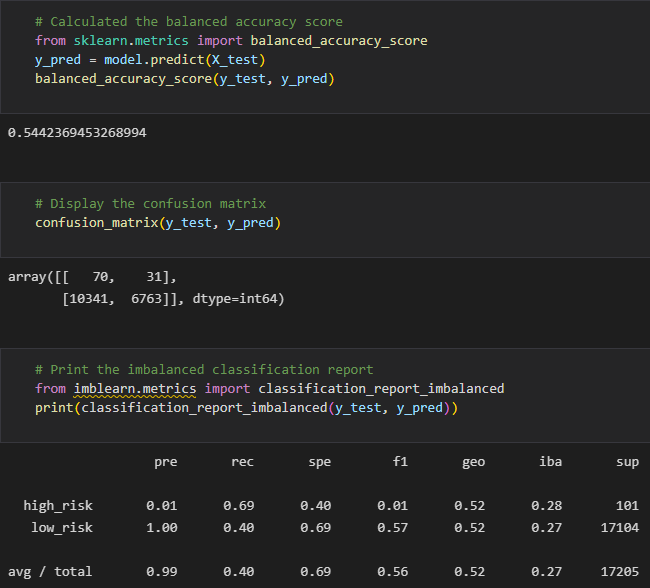 # Calculated the balanced accuracy score
from sklearn.metrics import balanced_accuracy_score
y_pred = model.predict(X_test)
balanced_accuracy_score(y_test, y_pred)
0.5442369453268994
# Display the confusion matrix
confusion_matrix(y_test, y_pred)
array([[   70,    31],
       [10341,  6763]], dtype=int64)
# Print the imbalanced classification report
from imblearn.metrics import classification_report_imbalanced
print(classification_report_imbalanced(y_test, y_pred))
                   pre       rec       spe        f1       geo       iba       sup
  high_risk       0.01      0.69      0.40      0.01      0.52      0.28       101
   low_risk       1.00      0.40      0.69      0.57      0.52      0.27     17104
avg / total       0.99      0.40      0.69      0.56      0.52      0.27     17205